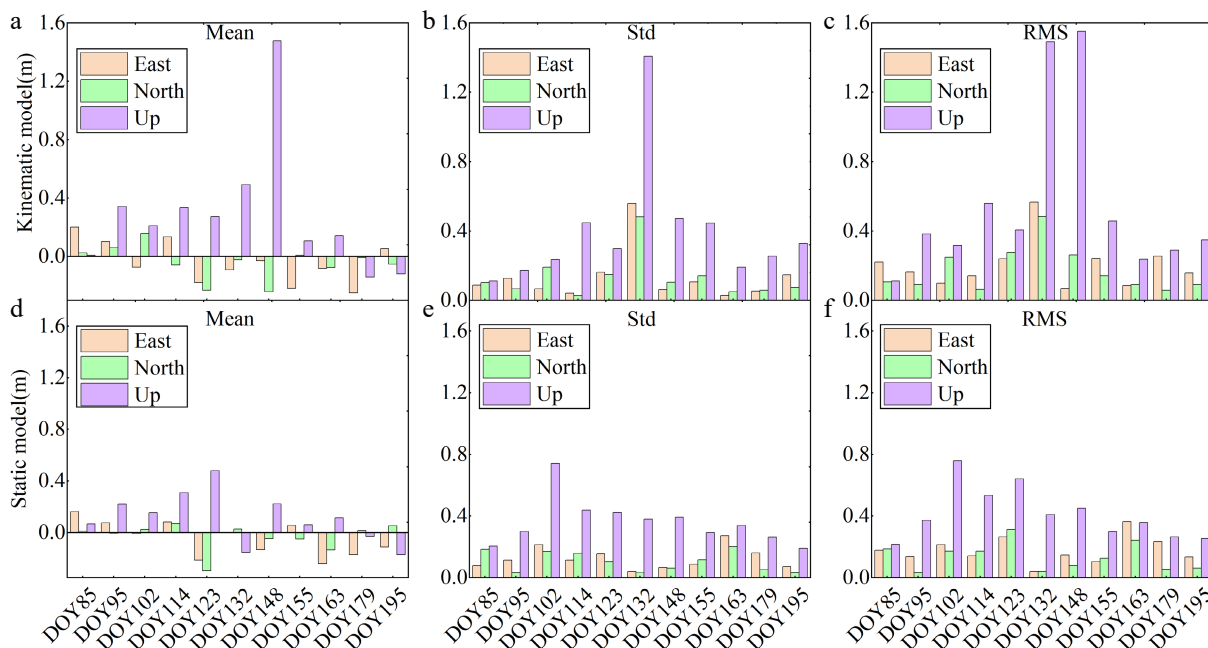 a
Mean
1.6
1.2
0.8
0.4
0.0
Kinematic model(m)
East
North
Up
b
Std
1.6
1.2
0.8
0.4
0.0
East
North
Up
c
RMS
1.6
1.2
0.8
0.4
0.0
East
North
Up
d
Mean
1.6
1.2
0.8
0.4
0.0
Static model(m)
East
North
Up
DOY85
DOY95
DOY102
DOY114
DOY123
DOY132
DOY148
DOY155
DOY163
DOY179
DOY195
e
Std
1.6
1.2
0.8
0.4
0.0
East
North
Up
DOY85
DOY95
DOY102
DOY114
DOY123
DOY132
DOY148
DOY155
DOY163
DOY179
DOY195
f
RMS
1.6
1.2
0.8
0.4
0.0
East
North
Up
DOY85
DOY95
DOY102
DOY114
DOY123
DOY132
DOY148
DOY155
DOY163
DOY179
DOY195